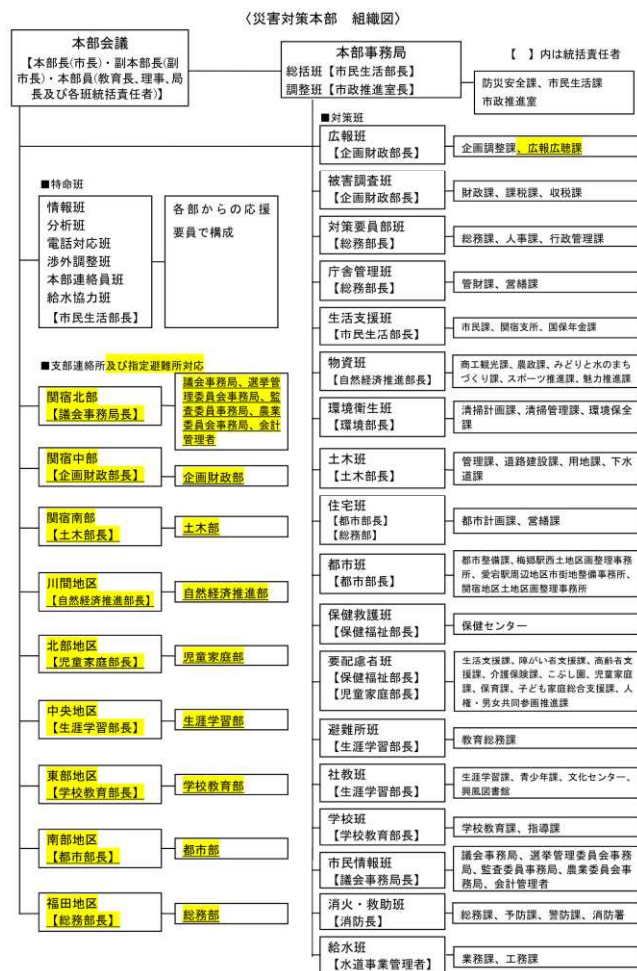 〈災害対策本部　組織図〉
本部会議
【本部長(市長)・副本部長(副
市長)・本部員(教育長、理事、局
長及び各班統括責任者)】
本部事務局
総括班【市民生活部長】
調整班【市政推進室長】
【　】内は統括責任者
防災安全課、市民生活課
市政推進室
■特命班
情報班
分析班
電話対応班
渉外調整班
本部連絡員班
給水協力班
【市民生活部長】
各部からの応援
要員で構成
■支部連絡所及び指定避難所対応
関宿北部
【議会事務局長】
議会事務局、選挙管
理委員会事務局、監
査委員事務局、農業
委員会事務局、会計
管理者
関宿中部
【企画財政部長】
企画財政部
関宿南部
【土木部長】
土木部
川間地区
【自然経済推進部長】
自然経済推進部
北部地区
【児童家庭部長】
児童家庭部
中央地区
【生涯学習部長】
生涯学習部
東部地区
【学校教育部長】
学校教育部
南部地区
【都市部長】
都市部
福田地区
【総務部長】
総務部
■対策班
広報班
【企画財政部長】
企画調整課、広報広聴課
被害調査班
【企画財政部長】
財政課、課税課、収税課
対策要員部班
【総務部長】
総務課、人事課、行政管理課
庁舎管理班
【総務部長】
管財課、営繕課
生活支援班
【市民生活部長】
市民課、関宿支所、国保年金課
物資班
【自然経済推進部長】
商工観光課、農政課、みどりと水のまち
づくり課、スポーツ推進課、魅力推進課
環境衛生班
【環境部長】
清掃計画課、清掃管理課、環境保全
課
土木班
【土木部長】
管理課、道路建設課、用地課、下水
道課
住宅班
【都市部長】
【総務部】
都市計画課、営繕課
都市班
【都市部長】
都市整備課、梅郷駅西土地区画整理事務
所、愛宕駅周辺地区市街地整備事務所、
関宿地区土地区画整理事務所
保健救護班
【保健福祉部長】
保健センター
要配慮者班
【保健福祉部長】
【児童家庭部長】
生活支援課、障がい者支援課、高齢者支
援課、介護保険課、こぶし園、児童家庭
課、保育課、子ども家庭総合支援課、人
権・男女共同参画推進課
避難所班
【生涯学習部長】
教育総務課
社教班
【生涯学習部長】
生涯学習課、青少年課、文化センター、
興風図書館
学校班
【学校教育部長】
学校教育課、指導課
市民情報班
【議会事務局長】
議会事務局、選挙管理委員会事務
局、監査委員事務局、農業委員会事
務局、会計管理者
消火・救助班
【消防長】
総務課、予防課、警防課、消防署
給水班
【水道事業管理者】
業務課、工務課